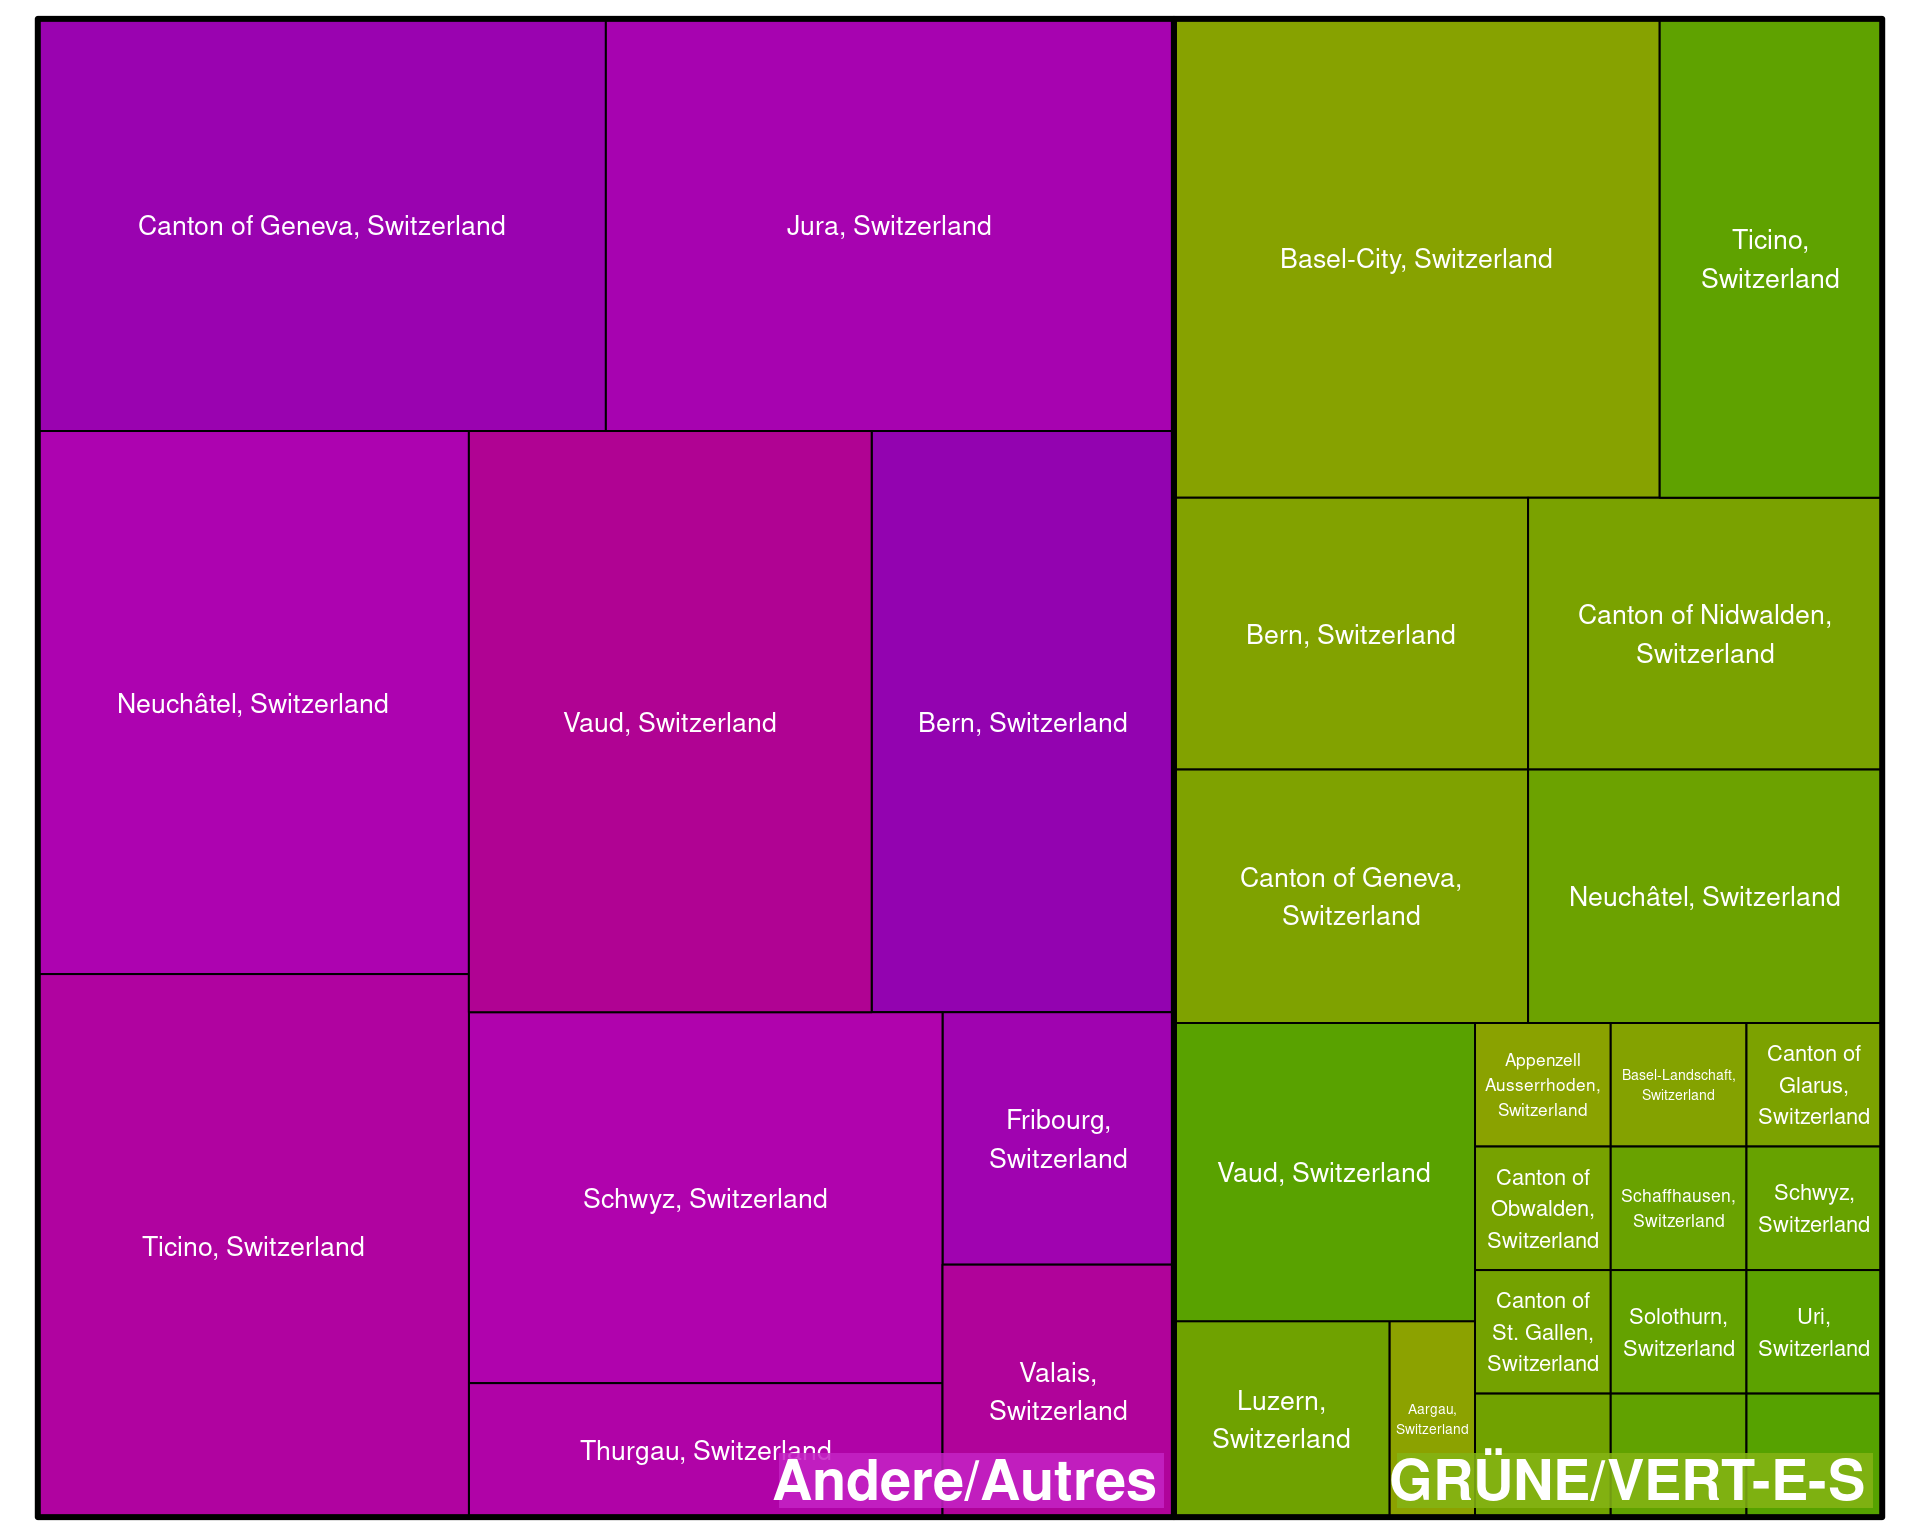 Canton of Geneva, Switzerland
Jura, Switzerland
Neuchâtel, Switzerland
Vaud, Switzerland
Bern, Switzerland
Ticino, Switzerland
Schwyz, Switzerland
Fribourg,
Switzerland
Valais,
Switzerland
Thurgau, Switzerland
Andere/Autres
Basel-City, Switzerland
Ticino,
Switzerland
Bern, Switzerland
Canton of Nidwalden,
Switzerland
Canton of Geneva,
Switzerland
Neuchâtel, Switzerland
Vaud, Switzerland
Appenzell
Ausserrhoden,
Switzerland
Basel-Landschaft,
Switzerland
Canton of
Glarus,
Switzerland
Canton of
Obwalden,
Switzerland
Schaffhausen,
Switzerland
Schwyz,
Switzerland
Canton of
St. Gallen,
Switzerland
Solothurn,
Switzerland
Uri,
Switzerland
Luzern,
Switzerland
Aargau,
Switzerland
GRÜNE/VERT-E-S